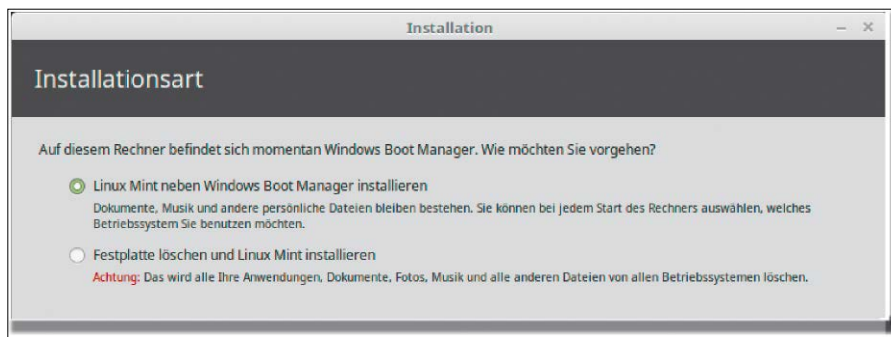 Installation
Installationsart
Auf diesem Rechner befindet sich momentan Windows Boot Manager. Wie möchten Sie vorgehen?
Linux Mint neben Windows Boot Manager installieren
Dokumente, Musik und andere persönliche Dateien bleiben bestehen. Sie können bei jedem Start des Rechners auswählen, welches
Betriebssystem Sie benutzen möchten.
Festplatte löschen und Linux Mint installieren
Achtung: Das wird alle Ihre Anwendungen, Dokumente, Fotos, Musik und alle anderen Dateien von allen Betriebssystemen löschen.